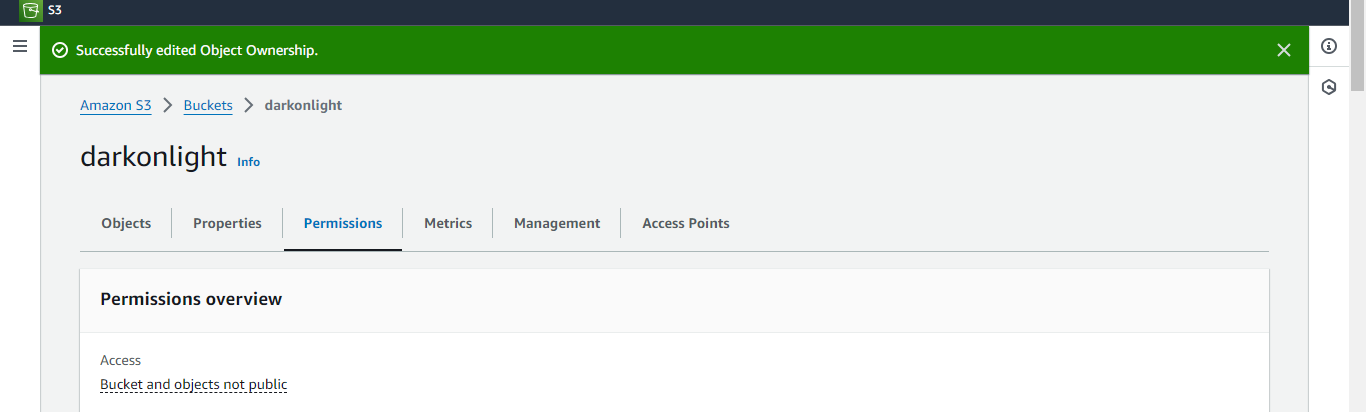 S3
Successfully edited Object Ownership.
Amazon S3 > Buckets > darkonlight
darkonlight Info
Objects Properties Permissions Metrics Management Access Points
Permissions overview
Access
Bucket and objects not public